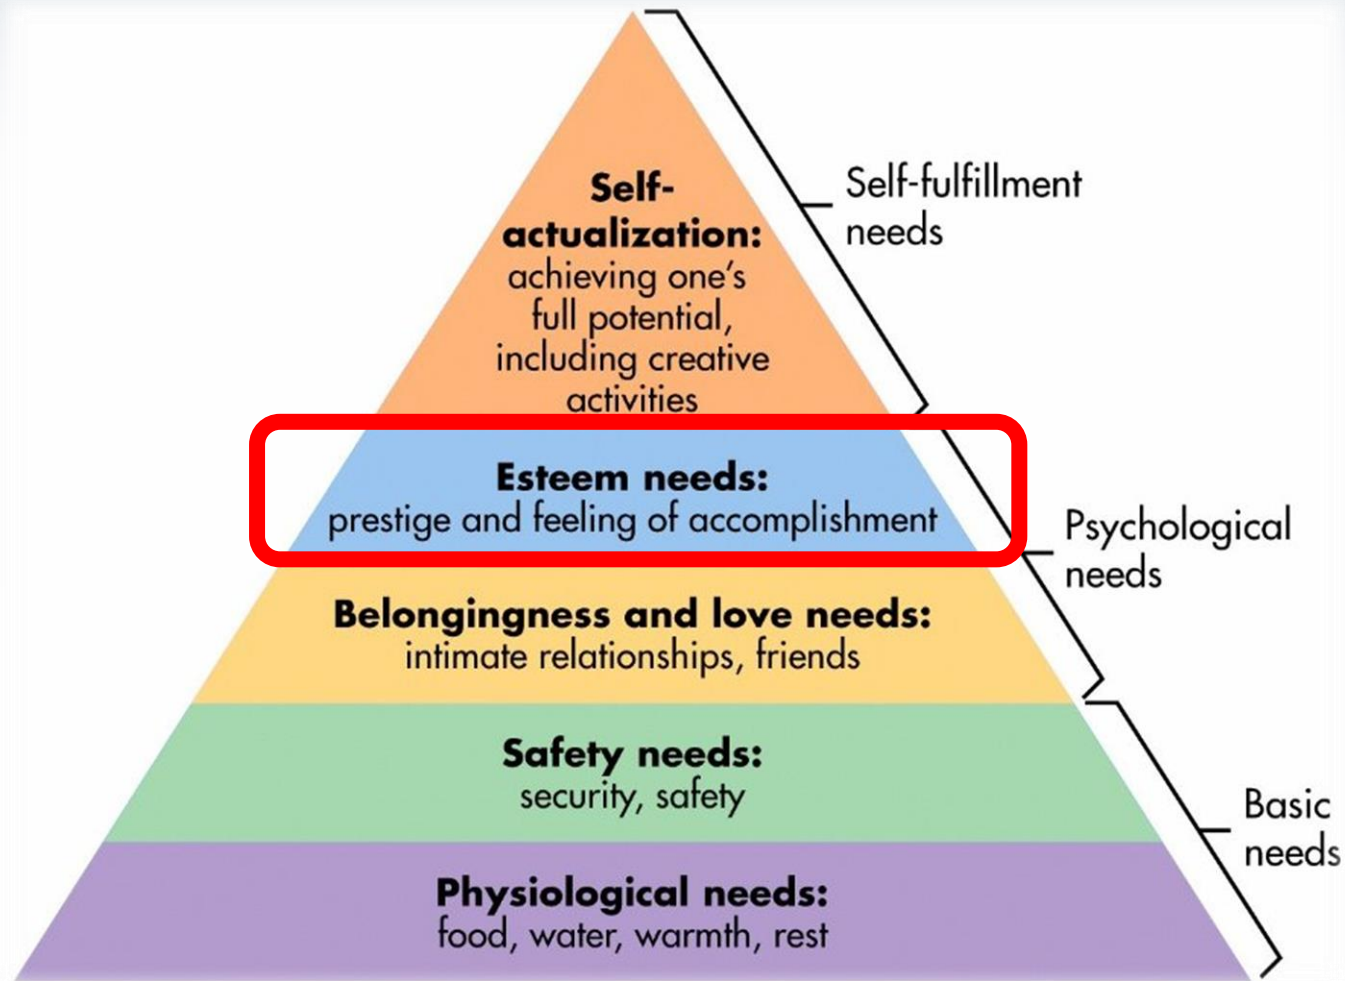 Self-
actualization:
achieving one's
full potential,
including creative
activities
Self-fulfillment
needs
Esteem needs:
prestige and feeling of accomplishment
Psychological
needs
Belongingness and love needs:
intimate relationships, friends
Safety needs:
security, safety
Basic
needs
Physiological needs:
food, water, warmth, rest